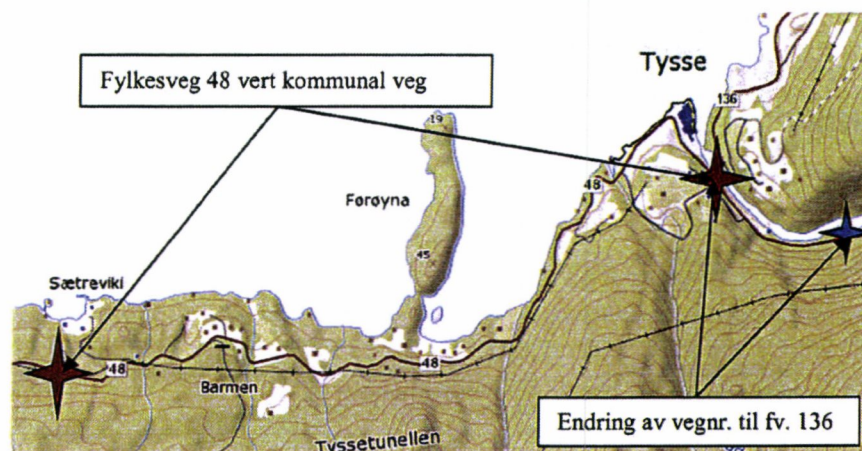 Fylkesveg 48 vert kommunal veg
Tysse
136
19
Førøyna
48
45
Sætreviki
48
48
Barmen
Tyssetunellen
Endring av vegnr. til fv. 136